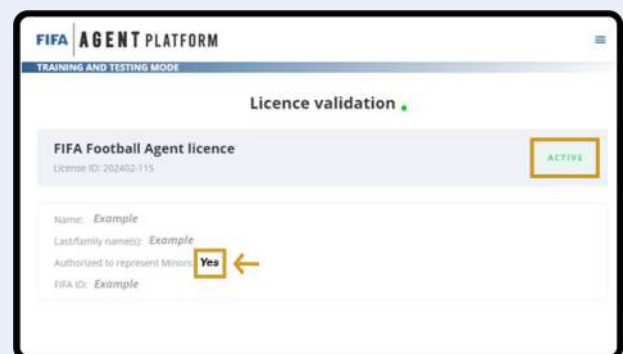 FIFA AGENT PLATFORM
TRAINING AND TESTING MODE
Licence validation
FIFA Football Agent licence
License ID: 202402-115
ACTIVE
Name: Example
Last/family name(s): Example
Authorized to represent Minors: Yes
FIFA ID: Example